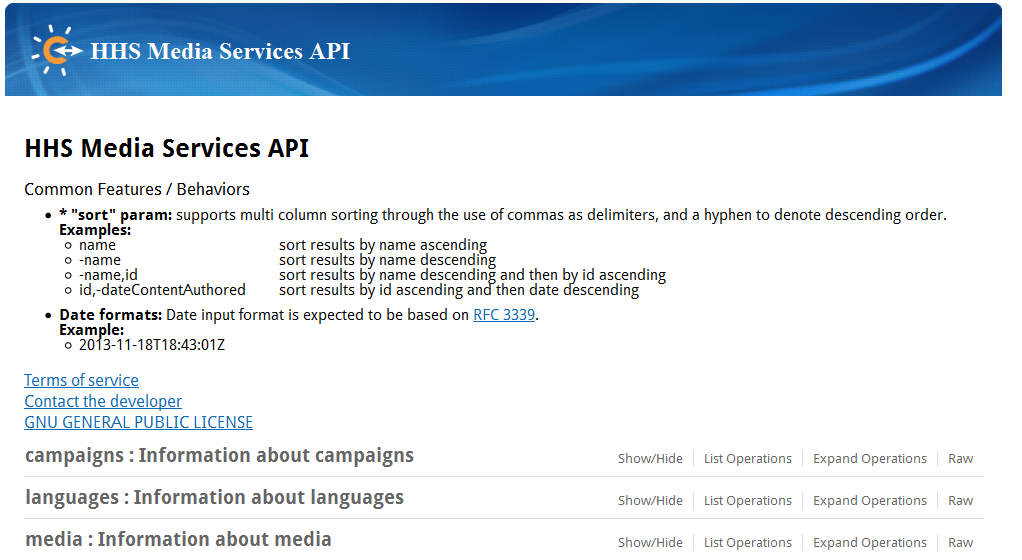 HHS Media Services API
HHS Media Services API
Common Features / Behaviors
* "sort" param: supports multi column sorting through the use of commas as delimiters, and a hyphen to denote descending order.
Examples:
name sort results by name ascending
-name sort results by name descending
-name,id sort results by name descending and then by id ascending
id,-dateContentAuthored sort results by id ascending and then date descending
Date formats: Date input format is expected to be based on RFC 3339.
Example:
2013-11-18T18:43:01Z
Terms of service
Contact the developer
GNU GENERAL PUBLIC LICENSE
campaigns : Information about campaigns Show/Hide List Operations Expand Operations Raw
languages : Information about languages Show/Hide List Operations Expand Operations Raw
media : Information about media Show/Hide List Operations Expand Operations Raw